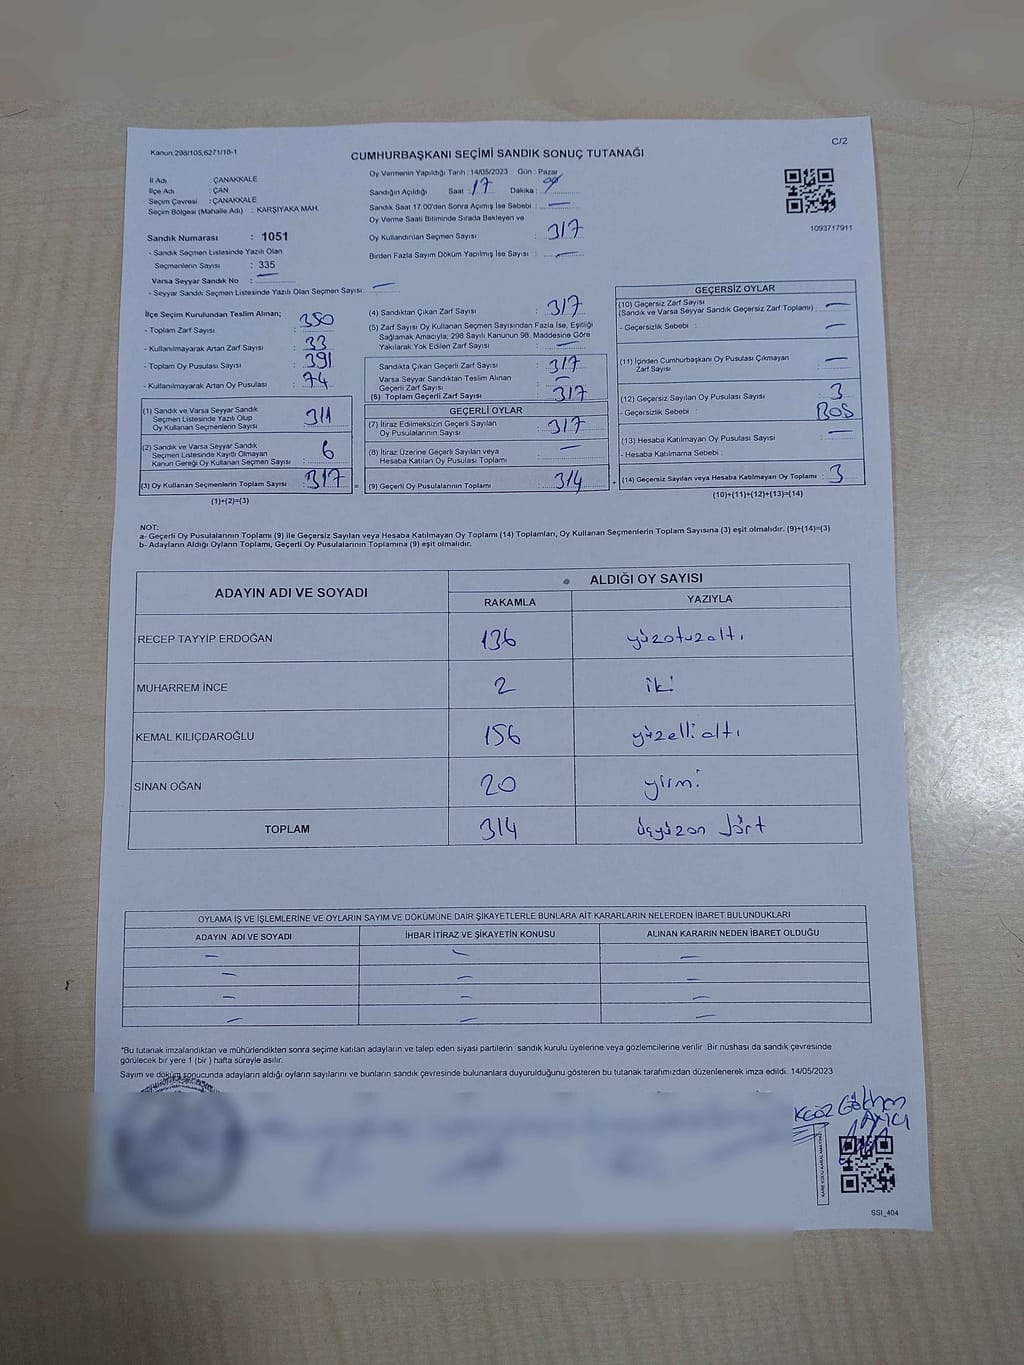 Kanun:298/105,6271/18-1
C/2
CUMHURBAŞKANI SEÇİMİ SANDIK SONUÇ TUTANAĞI
İl Adı : ÇANAKKALE
İlçe Adı : ÇAN
Seçim Çevresi : ÇANAKKALE
Seçim Bölgesi (Mahalle Adı) : KARŞIYAKA MAH.
Sandık Numarası : 1051
- Sandık Seçmen Listesinde Yazılı Olan
Seçmenlerin Sayısı : 335
Varsa Seyyar Sandık No : —
- Seyyar Sandık Seçmen Listesinde Yazılı Olan Seçmen Sayısı: —
Oy Vermenin Yapıldığı Tarih :14/05/2023 Gün : Pazar
Sandığın Açıldığı Saat : 17 Dakika :
Sandık Saat 17:00'den Sonra Açımış İse Sebebi : —
Oy Verme Saati Bitiminde Sırada Bekleyen ve
Oy Kullandırılan Seçmen Sayısı : 317
Birden Fazla Sayım Döküm Yapılmış İse Sayısı : —
1093717911
İlçe Seçim Kurulundan Teslim Alınan;
- Toplam Zarf Sayısı : 350
- Kullanılmayarak Artan Zarf Sayısı : 33
- Toplam Oy Pusulası : 391
- Kullanılmayarak Artan Oy Pusulası : 74
(1) Sandık ve Varsa Seyyar Sandık
Seçmen Listesinde Yazılı Olup
Oy Kullanan Seçmenlerin Sayısı : 311
(2) Sandık ve Varsa Seyyar Sandık
Seçmen Listesinde Kayıtlı Olmayan
Kanun Gereği Oy Kullanan Seçmen Sayısı : 6
(3) Oy Kullanan Seçmenlerin Toplam Sayısı : 317 =
(1)+(2)=(3)
(4) Sandıktan Çıkan Zarf Sayısı : 317
(5) Zarf Sayısı Oy Kullanan Seçmen Sayısından Fazla İse, Eşitliği
Sağlamak Amacıyla, 298 Sayılı Kanunun 98. Maddesine Göre
Yakılarak Yok Edilen Zarf Sayısı : —
Sandıkta Çıkan Geçerli Zarf Sayısı : 317
Varsa Seyyar Sandıktan Teslim Alınan
Geçerli Zarf Sayısı : —
(6) Toplam Geçerli Zarf Sayısı : 317
GEÇERLİ OYLAR
(7) İtiraz Edilmeksizin Geçerli Sayılan
Oy Pusulalarının Sayısı : 317
(8) İtiraz Üzerine Geçerli Sayılan veya
Hesaba Katılan Oy Pusulası Toplamı : —
(9) Geçerli Oy Pusulalarının Toplamı : 314 +
GEÇERSİZ OYLAR
(10) Geçersiz Zarf Sayısı
(Sandık ve Varsa Seyyar Sandık Geçersiz Zarf Toplamı) : —
- Geçersizlik Sebebi : —
(11) İçinden Cumhurbaşkanı Oy Pusulası Çıkmayan
Zarf Sayısı : —
(12) Geçersiz Sayılan Oy Pusulası Sayısı : 3
- Geçersizlik Sebebi : BOŞ
(13) Hesaba Katılmayan Oy Pusulası Sayısı : —
- Hesaba Katılmama Sebebi :
(14) Geçersiz Sayılan veya Hesaba Katılmayan Oy Toplamı : 3
(10)+(11)+(12)+(13)=(14)
NOT:
a- Geçerli Oy Pusulalarının Toplamı (9) ile Geçersiz Sayılan veya Hesaba Katılmayan Oy Toplamı (14) Toplamları, Oy Kullanan Seçmenlerin Toplam Sayısına (3) eşit olmalıdır. (9)+(14)=(3)
b- Adayların Aldığı Oyların Toplamı, Geçerli Oy Pusulalarının Toplamına (9) eşit olmalıdır.
ADAYIN ADI VE SOYADI ALDIĞI OY SAYISI
RAKAMLA YAZIYLA
RECEP TAYYİP ERDOĞAN 136 yüzotuzaltı
MUHARREM İNCE 2 iki
KEMAL KILIÇDAROĞLU 156 yüzellialtı
SİNAN OĞAN 20 yirmi
TOPLAM 314 üçyüzon dört
OYLAMA İŞ VE İŞLEMLERİNE VE OYLARIN SAYIM VE DÖKÜMÜNE DAİR ŞİKAYETLERLE BUNLARA AİT KARARLARIN NELERDEN İBARET BULUNDUKLARI
ADAYIN ADI VE SOYADI İHBAR İTİRAZ VE ŞİKAYETİN KONUSU ALINAN KARARIN NEDEN İBARET OLDUĞU
— — —
— — —
— — —
— — —
*Bu tutanak imzalandıktan ve mühürlendikten sonra seçime katılan adayların ve talep eden siyasi partilerin sandık kurulu üyelerine veya gözlemcilerine verilir .Bir nüshası da sandık çevresinde
görülecek bir yere 1 (bir ) hafta süreyle asılır.
Sayım ve döküm sonucunda adayların aldığı oyların sayılarını ve bunların sandık çevresinde bulunanlara duyurulduğunu gösteren bu tutanak tarafımızdan düzenlenerek imza edildi. 14/05/2023
Gökhan
KARE KODU KARALAMAYINIZ
SSİ_404